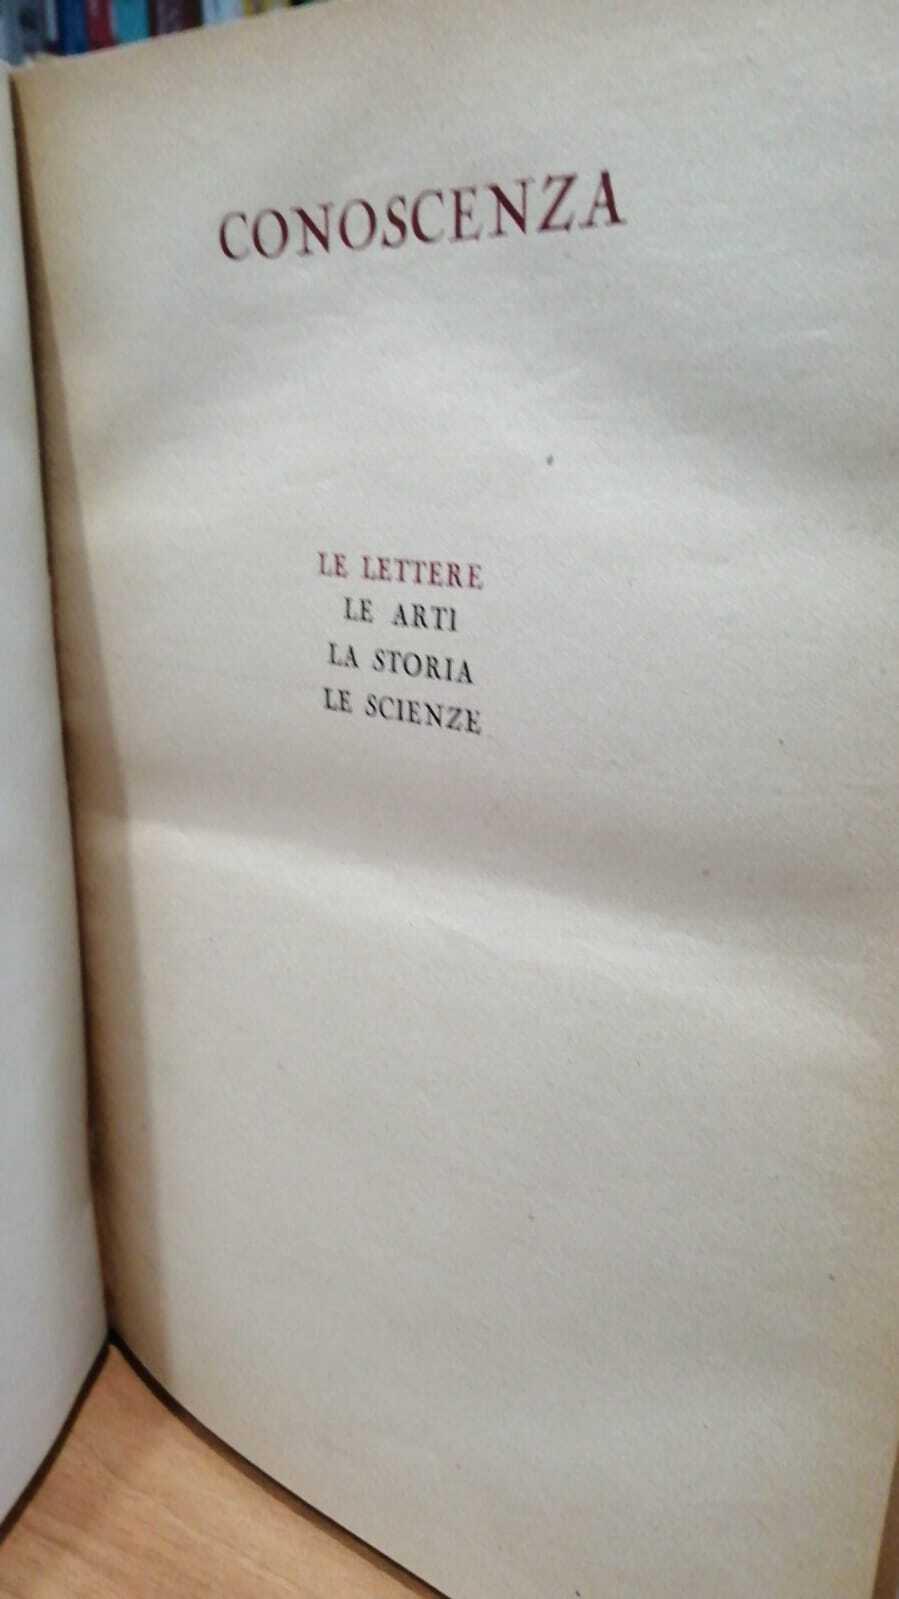 CONOSCENZA
LE LETTERE
LE ARTI
LA STORIA
LE SCIENZE